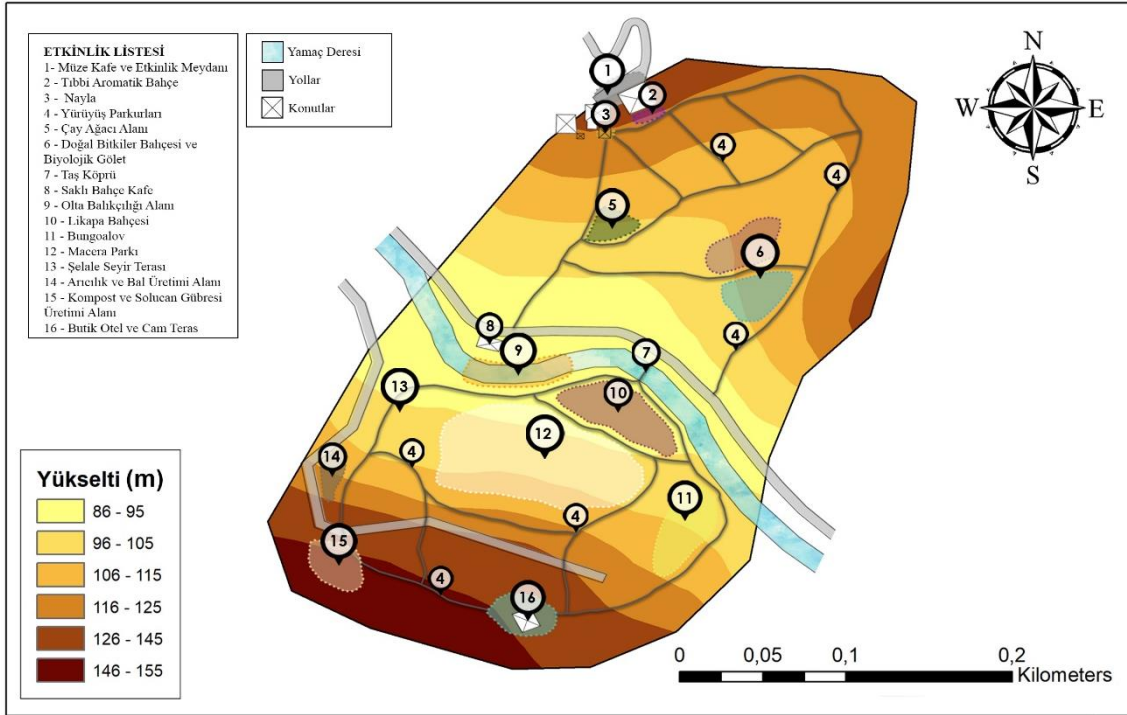 ETKİNLİK LİSTESİ
1- Müze Kafe ve Etkinlik Meydanı
2 - Tıbbi Aromatik Bahçe
3 - Nayla
4 - Yürüyüş Parkurları
5 - Çay Ağacı Alanı
6 - Doğal Bitkiler Bahçesi ve
Biyolojik Gölet
7 - Taş Köprü
8 - Saklı Bahçe Kafe
9 - Olta Balıkçılığı Alanı
10 - Likapa Bahçesi
11 - Bungoalov
12 - Macera Parkı
13 - Şelale Seyir Terası
14 - Arıcılık ve Bal Üretimi Alanı
15 - Kompost ve Solucan Gübresi
Üretimi Alanı
16 - Butik Otel ve Cam Teras
Yamaç Deresi
Yollar
Konutlar
N
W E
S
1
2
3
4
4
5
6
4
8
9
7
13
10
12
4
14
11
4
15
4
16
Yükselti (m)
86 - 95
96 - 105
106 - 115
116 - 125
126 - 145
146 - 155
0 0,05 0,1 0,2
Kilometers